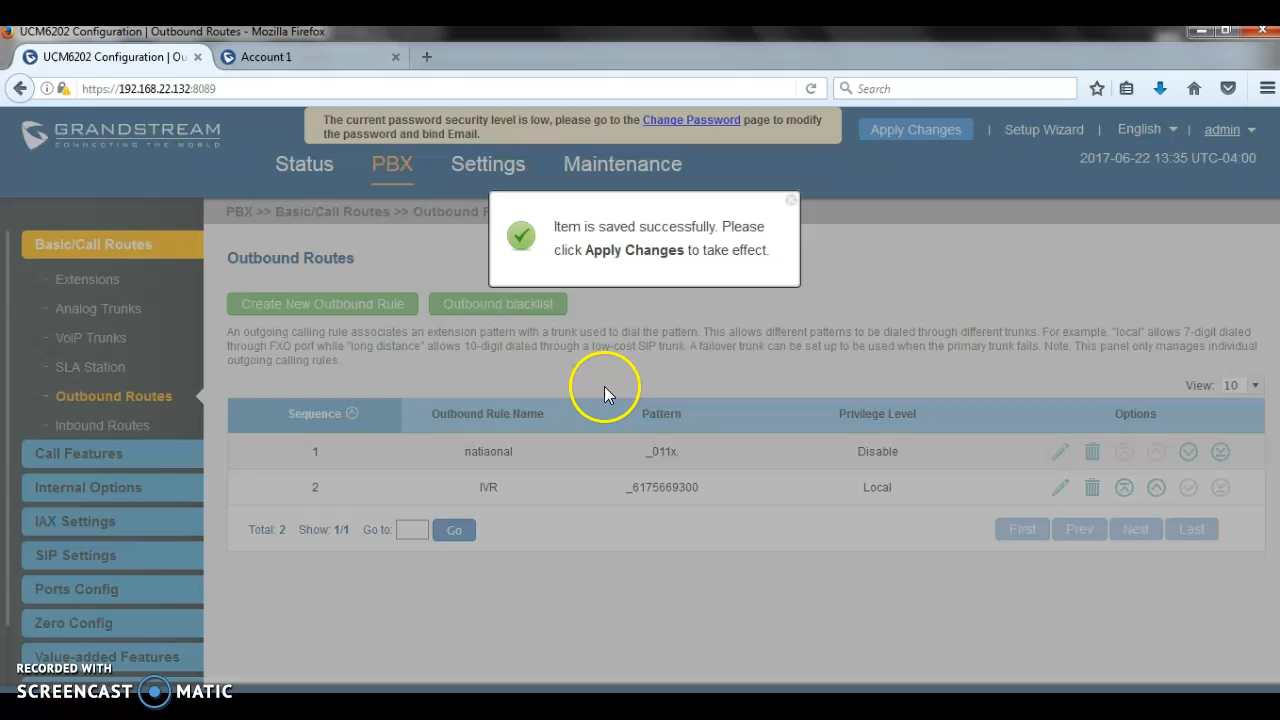 UCM6202 Configuration | Outbound Routes - Mozilla Firefox
UCM6202 Configuration | Ou
Account 1
https://192.168.22.132:8089
Search
GRANDSTREAM
CONNECTING THE WORLD
The current password security level is low, please go to the Change Password page to modify
the password and bind Email.
Apply Changes | Setup Wizard | English | admin
2017-06-22 13:35 UTC-04:00
Status PBX Settings Maintenance
PBX >> Basic/Call Routes >> Outbound R
Item is saved successfully. Please
click Apply Changes to take effect.
Basic/Call Routes
Extensions
Analog Trunks
VoIP Trunks
SLA Station
Outbound Routes
Inbound Routes
Call Features
Internal Options
IAX Settings
SIP Settings
Ports Config
Zero Config
Value-added Features
Outbound Routes
Create New Outbound Rule
Outbound blacklist
An outgoing calling rule associates an extension pattern with a trunk used to dial the pattern. This allows different patterns to be dialed through different trunks. For example, "local" allows 7-digit dialed
through FXO port while "long distance" allows 10-digit dialed through a low-cost SIP trunk. A failover trunk can be set up to be used when the primary trunk fails. Note: This panel only manages individual
outgoing calling rules.
View: 10
Sequence Outbound Rule Name Pattern Privilege Level Options
1 natiaonal _011x. Disable
2 IVR _6175669300 Local
Total: 2 Show: 1/1 Go to: Go
First Prev Next Last
RECORDED WITH
SCREENCAST MATIC